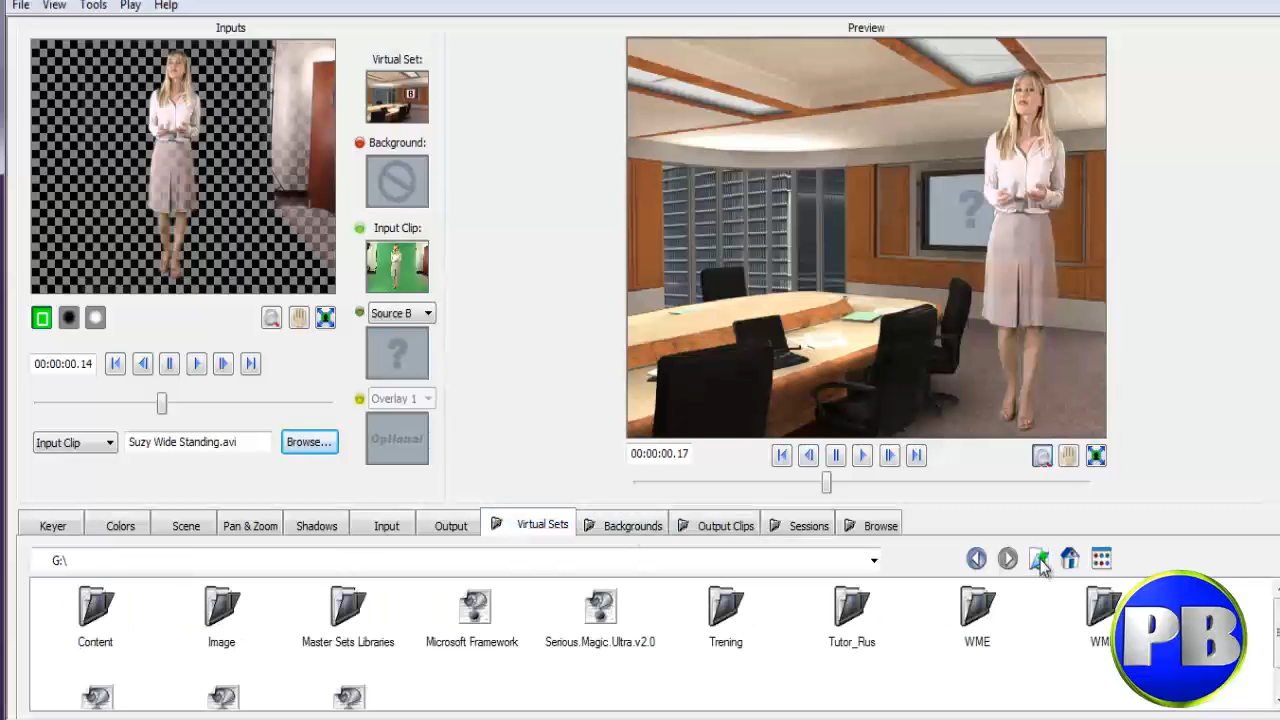 File View Tools Play Help
Inputs
Preview
Virtual Set:
B
Background:
Input Clip:
Source B
?
?
Overlay 1
Optional
00:00:00.14
Input Clip
Suzy Wide Standing.avi
Browse...
00:00:00.17
Keyer Colors Scene Pan & Zoom Shadows Input Output Virtual Sets Backgrounds Output Clips Sessions Browse
G:\
Content Image Master Sets Libraries Microsoft Framework Serious.Magic.Ultra.v2.0 Trening Tutor_Rus WME WM
PB